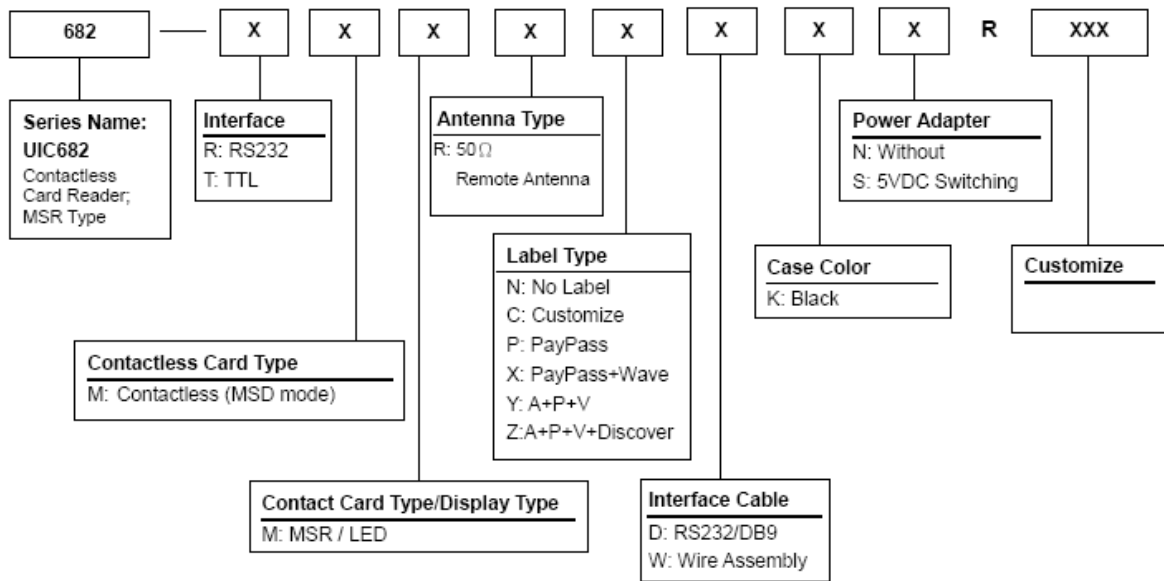 682 — X X X X X X X X R XXX
Series Name:
UIC682
Contactless
Card Reader;
MSR Type
Interface
R: RS232
T: TTL
Antenna Type
R: 50Ω
Remote Antenna
Power Adapter
N: Without
S: 5VDC Switching
Label Type
N: No Label
C: Customize
P: PayPass
X: PayPass+Wave
Y: A+P+V
Z:A+P+V+Discover
Case Color
K: Black
Customize
Contactless Card Type
M: Contactless (MSD mode)
Contact Card Type/Display Type
M: MSR / LED
Interface Cable
D: RS232/DB9
W: Wire Assembly